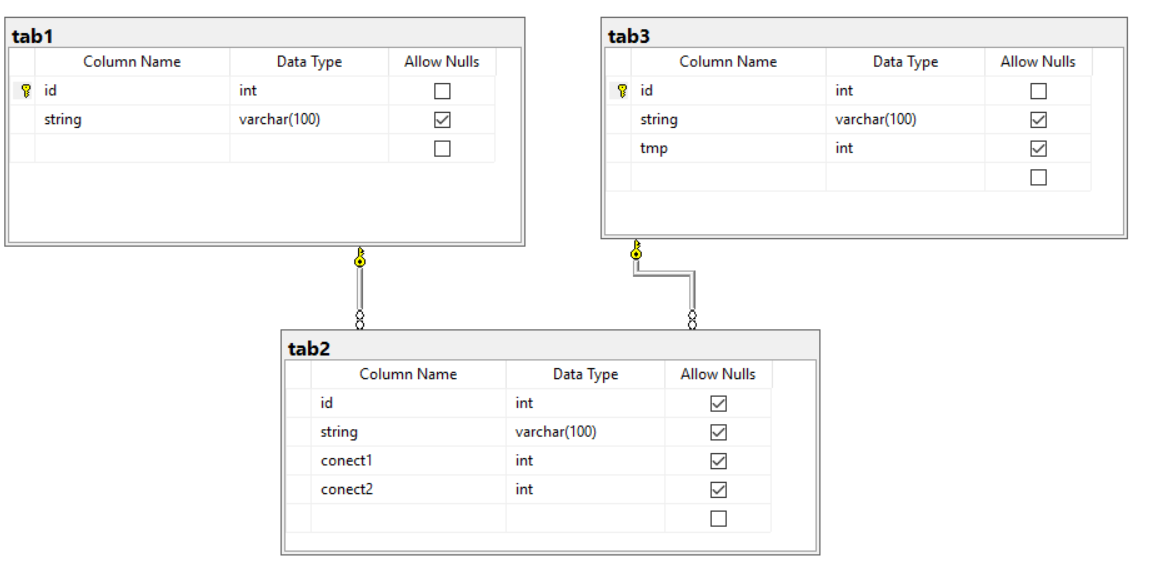 tab1
Column Name Data Type Allow Nulls
id int
string varchar(100)
tab3
Column Name Data Type Allow Nulls
id int
string varchar(100)
tmp int
tab2
Column Name Data Type Allow Nulls
id int
string varchar(100)
conect1 int
conect2 int